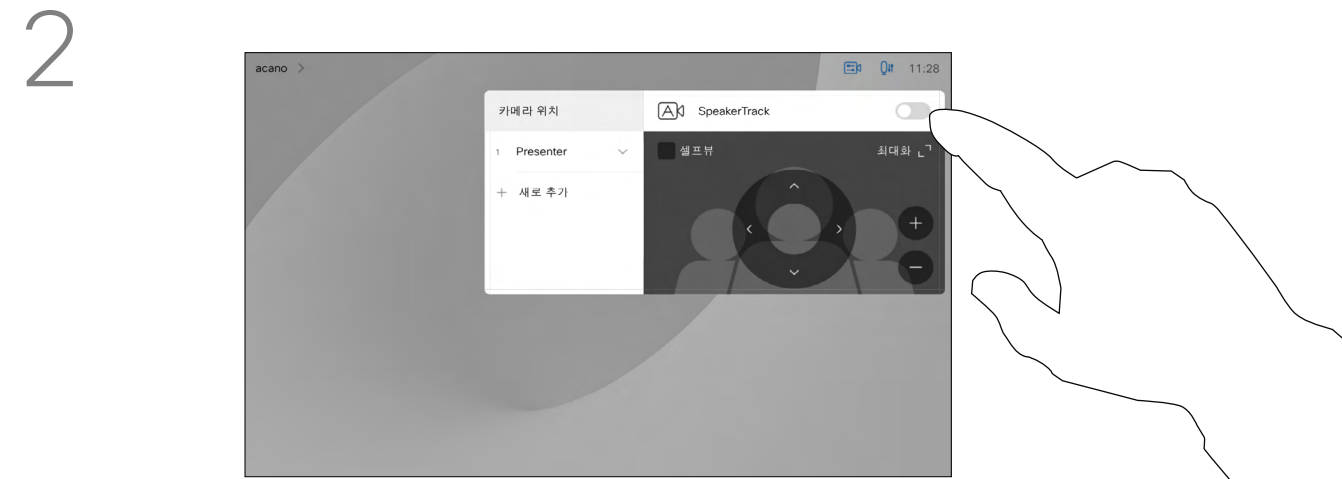 2
acano >
11:28
카메라 위치
SpeakerTrack
1 Presenter
셀프뷰
최대화
+ 새로 추가